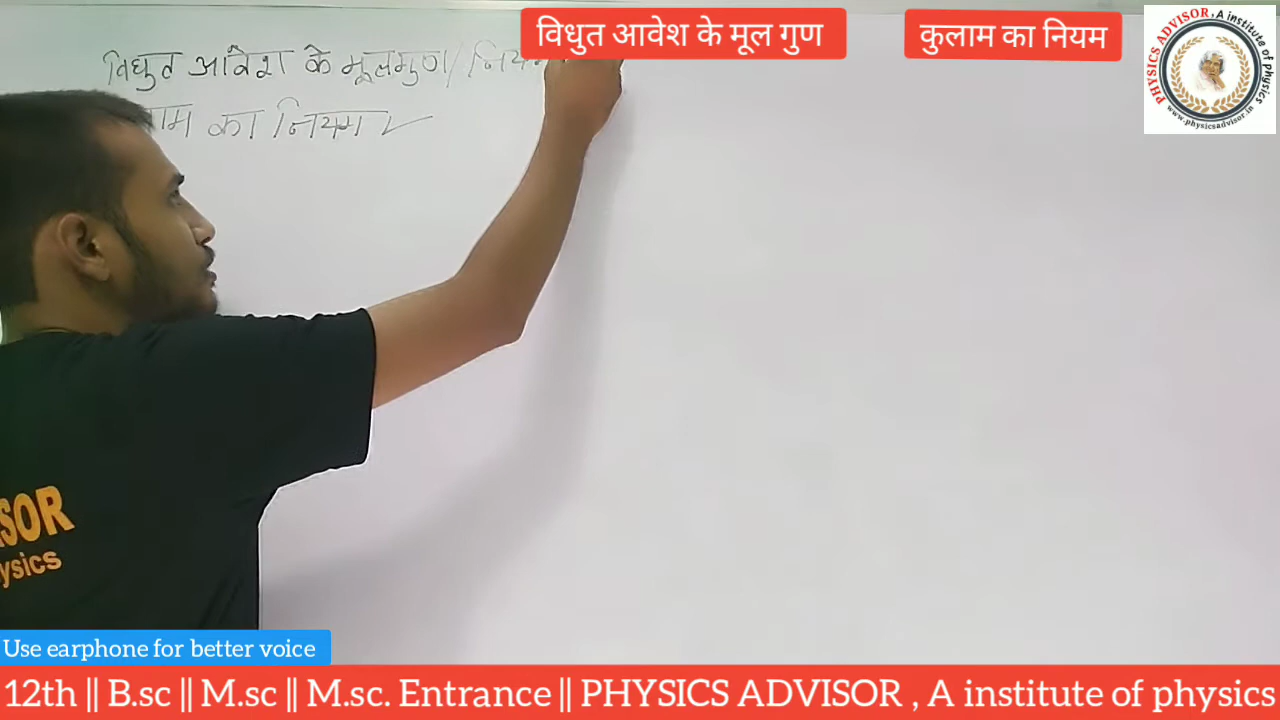 विधुत आवेश के मूल गुण
कुलाम का नियम
PHYSICS ADVISOR, A institute of physics
www.physicsadvisor.in
विधुत आवेश के मूलगुण /
का नियम
SOR
ysics
Use earphone for better voice
12th || B.sc || M.sc || M.sc. Entrance || PHYSICS ADVISOR , A institute of physics